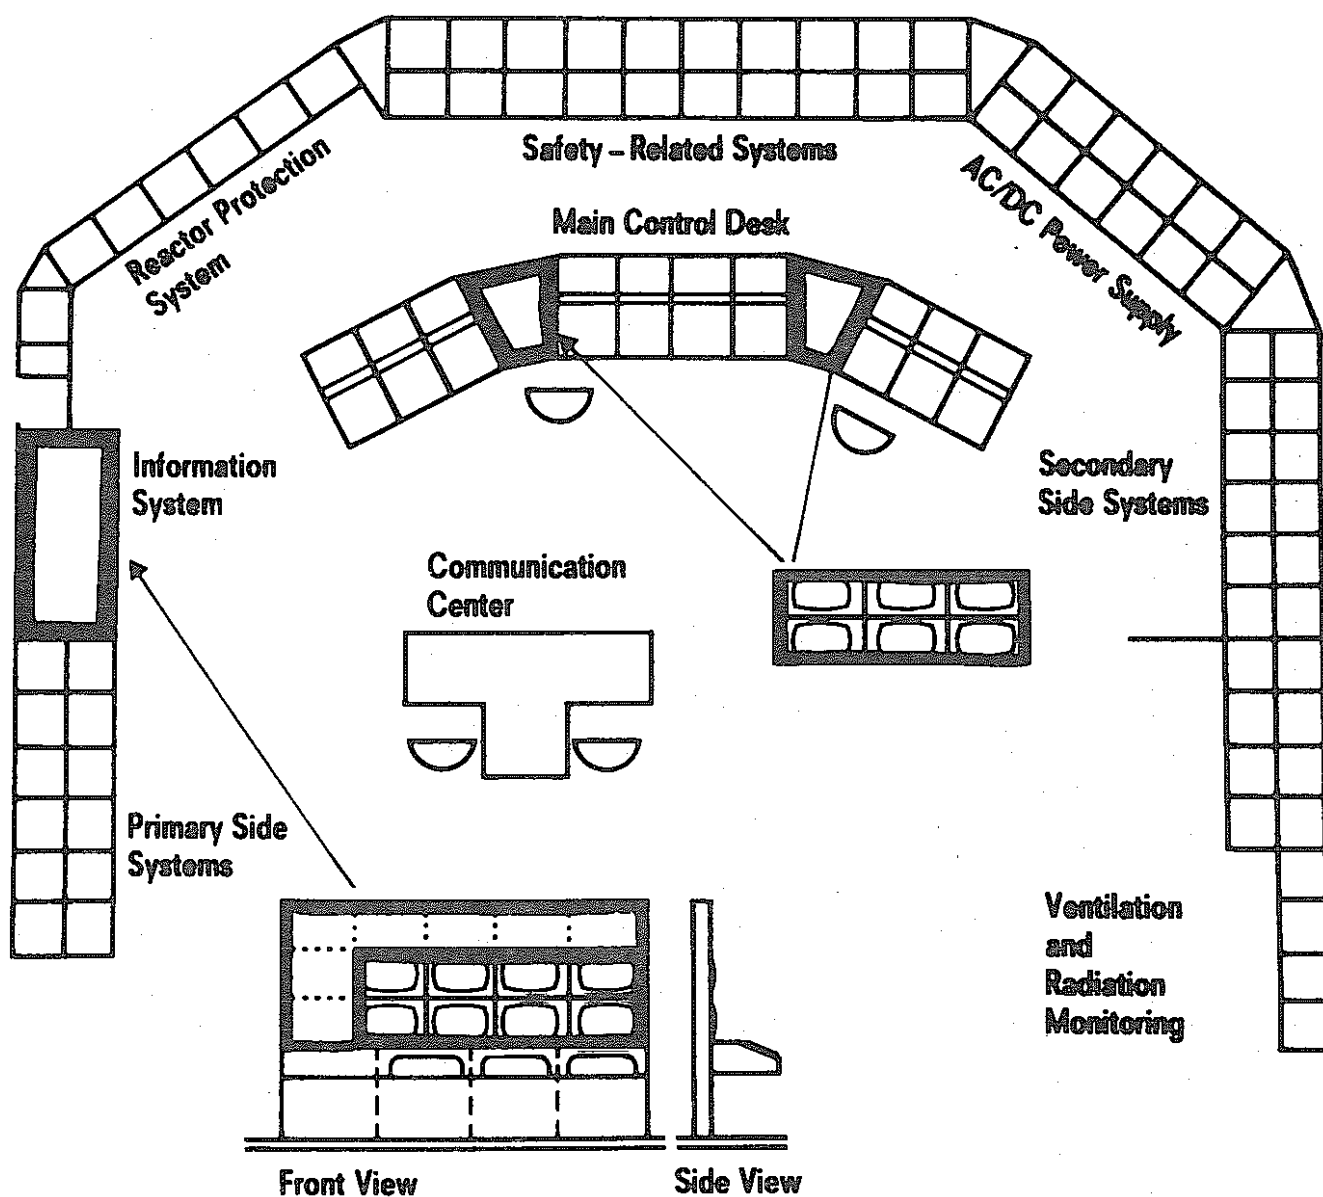 Safety – Related Systems
Reactor Protection
System
AC/DC Power Supply
Main Control Desk
Information
System
Secondary
Side Systems
Communication
Center
Primary Side
Systems
Ventilation
and
Radiation
Monitoring
Front View
Side View